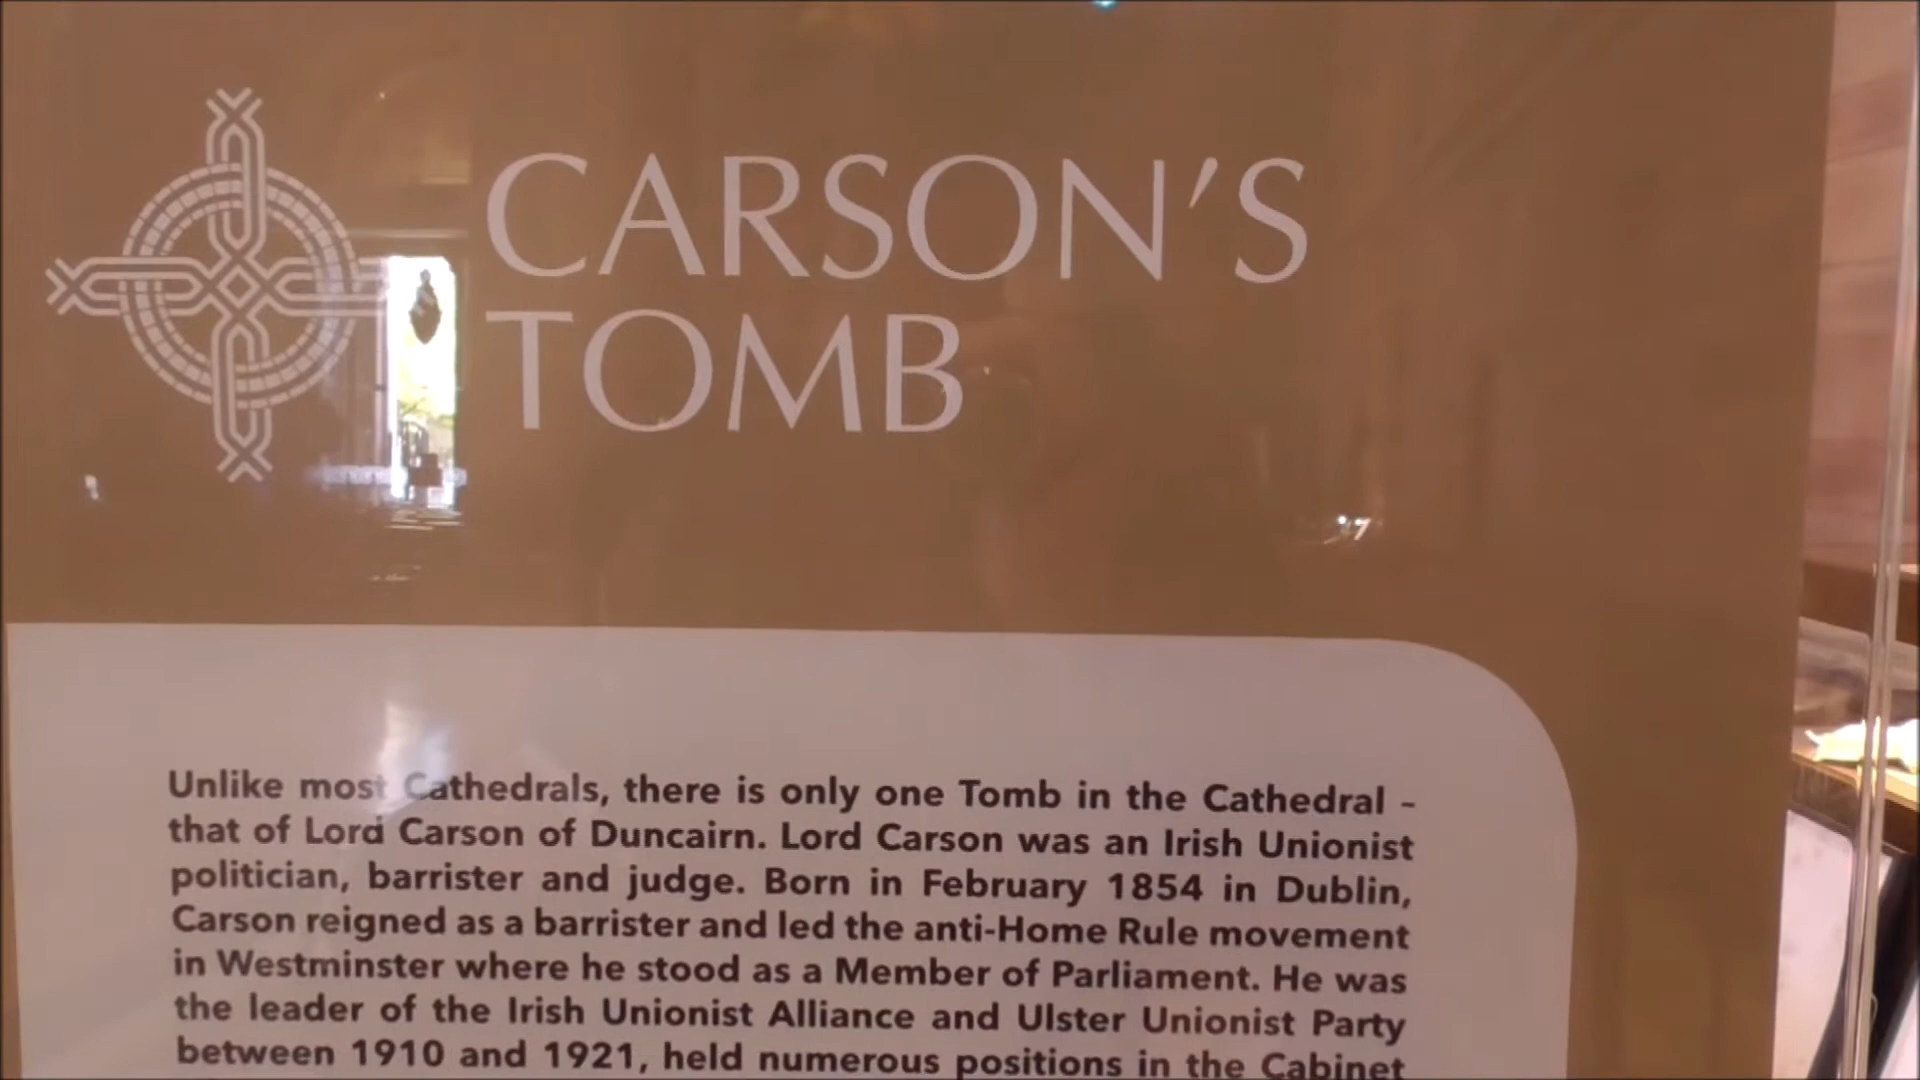 CARSON'S
TOMB
Unlike most Cathedrals, there is only one Tomb in the Cathedral –
that of Lord Carson of Duncairn. Lord Carson was an Irish Unionist
politician, barrister and judge. Born in February 1854 in Dublin,
Carson reigned as a barrister and led the anti-Home Rule movement
in Westminster where he stood as a Member of Parliament. He was
the leader of the Irish Unionist Alliance and Ulster Unionist Party
between 1910 and 1921, held numerous positions in the Cabinet